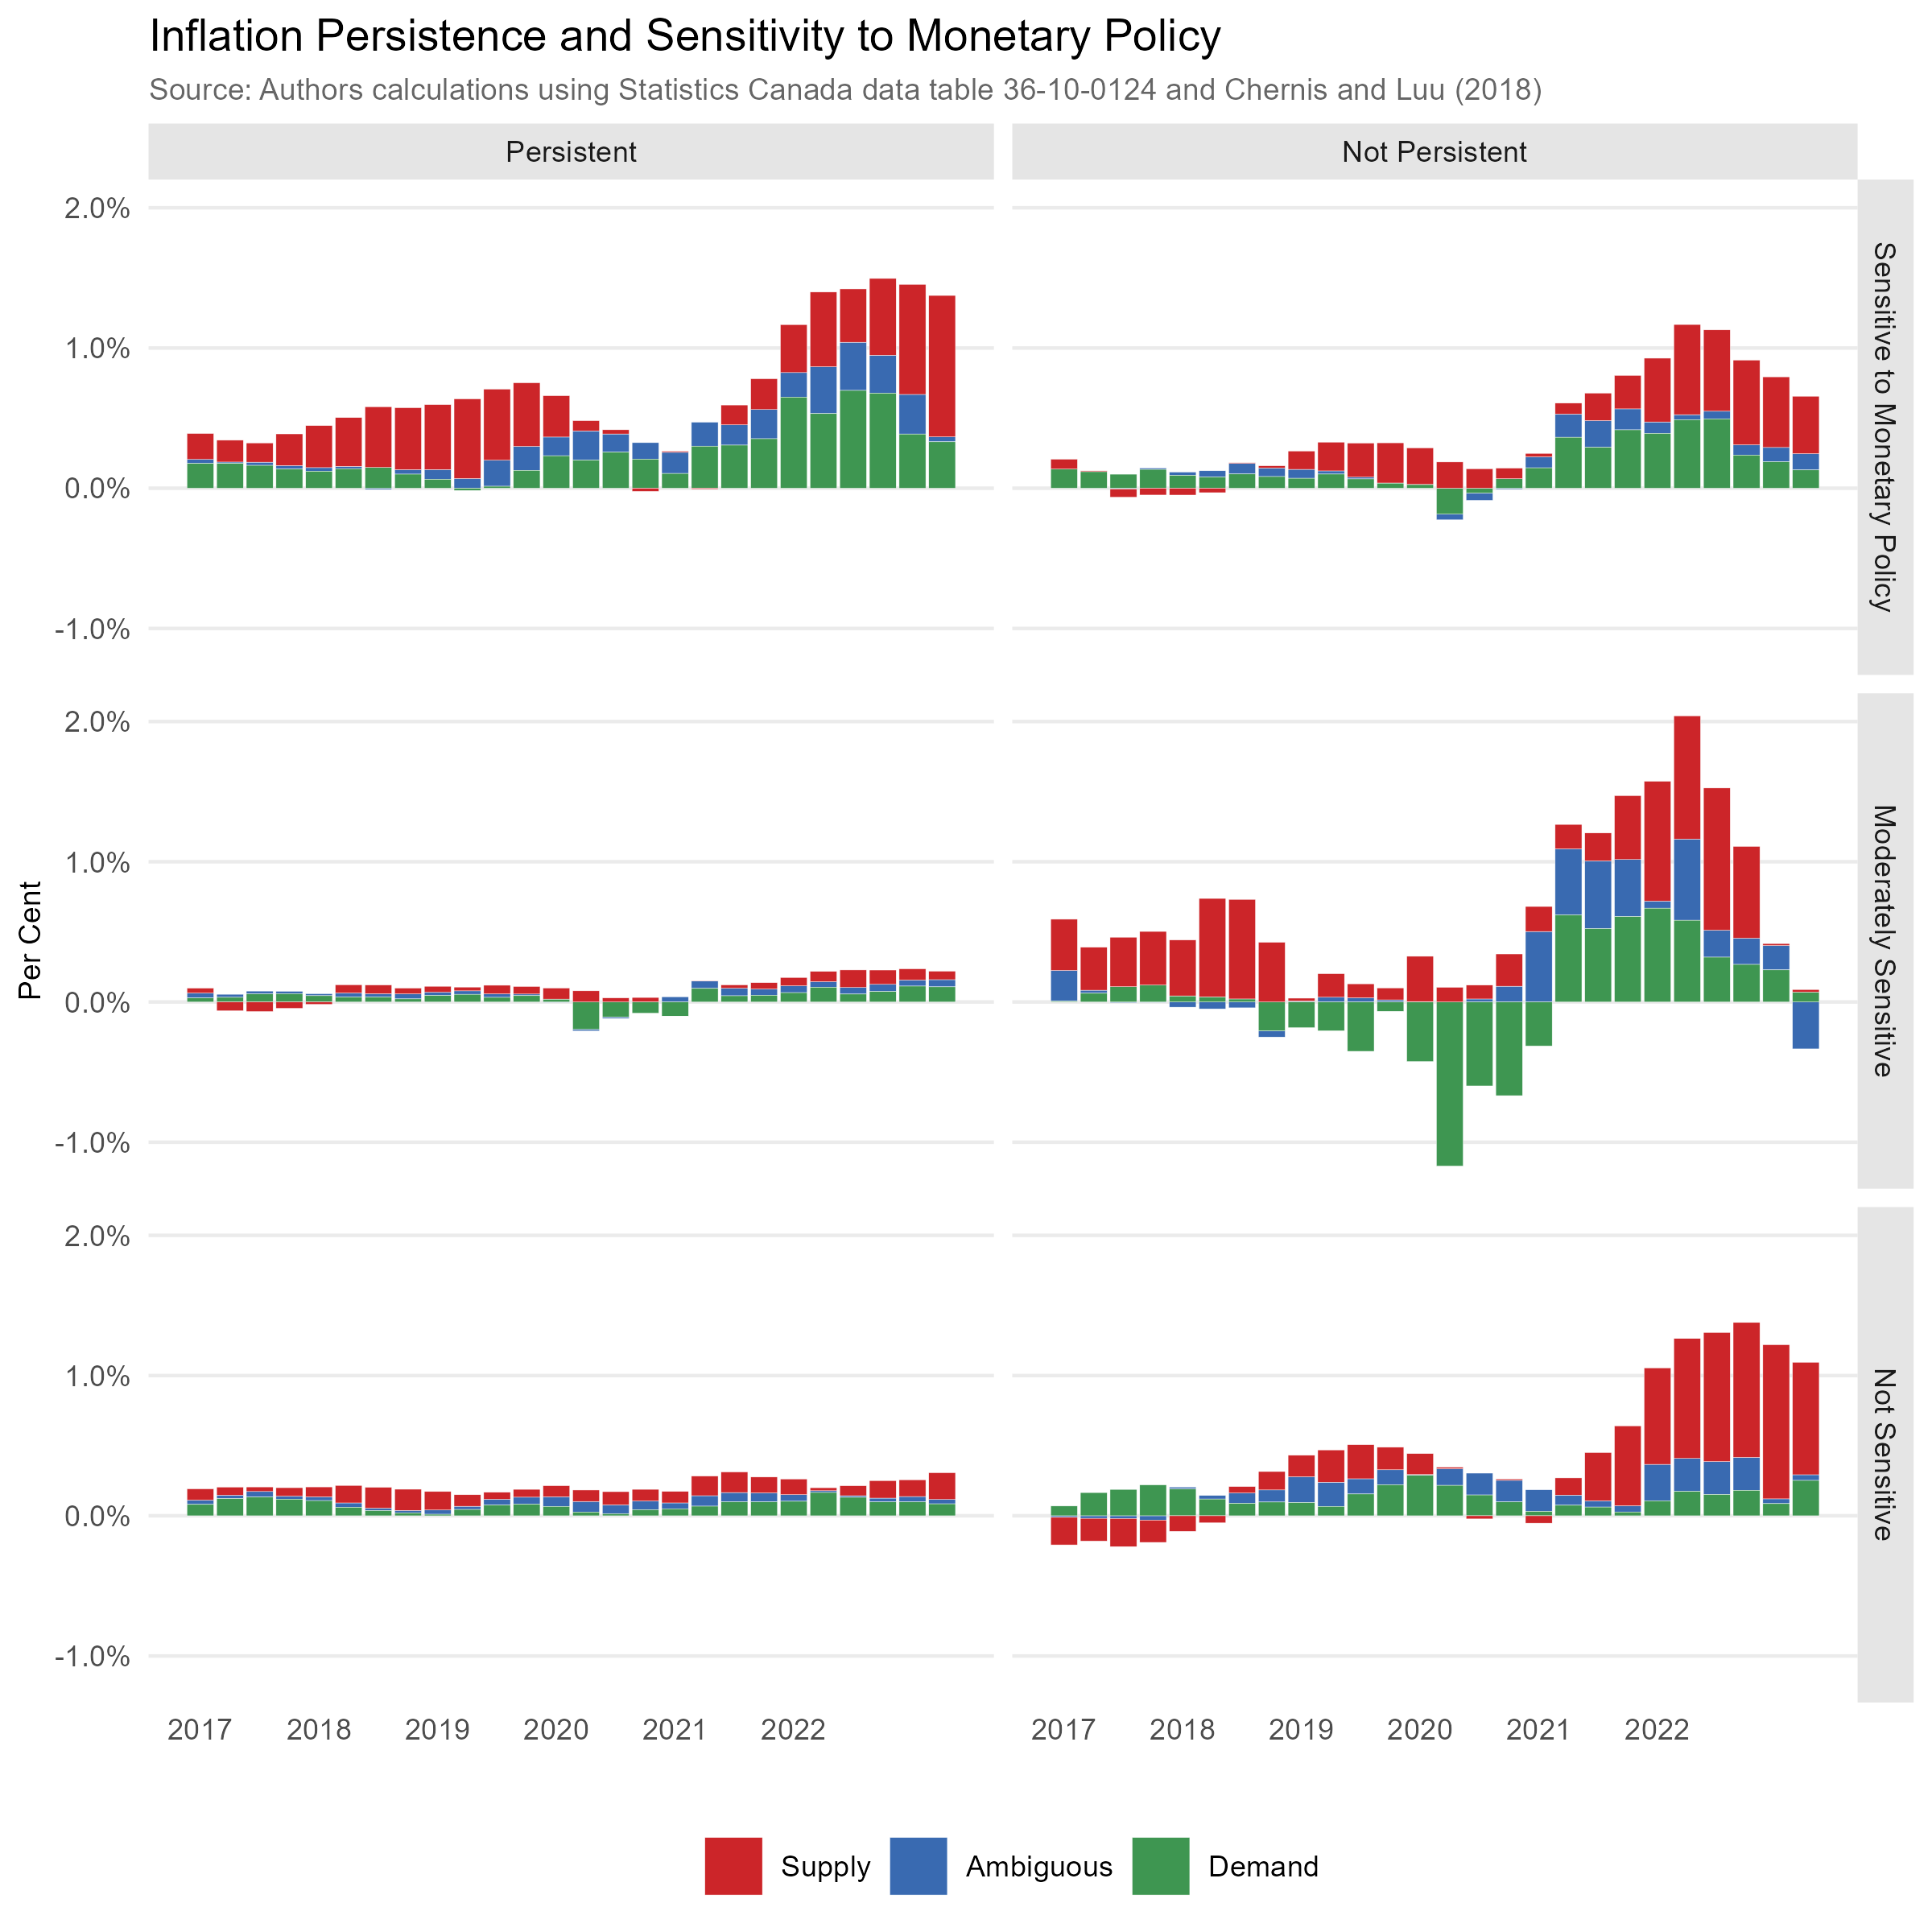 Inflation Persistence and Sensitivity to Monetary Policy
Source: Authors calculations using Statistics Canada data table 36-10-0124 and Chernis and Luu (2018)
Persistent
Not Persistent
2.0%
1.0%
0.0%
-1.0%
Sensitive to Monetary Policy
Per Cent
2.0%
1.0%
0.0%
-1.0%
Moderately Sensitive
2.0%
1.0%
0.0%
-1.0%
Not Sensitive
2017 2018 2019 2020 2021 2022
2017 2018 2019 2020 2021 2022
Supply
Ambiguous
Demand